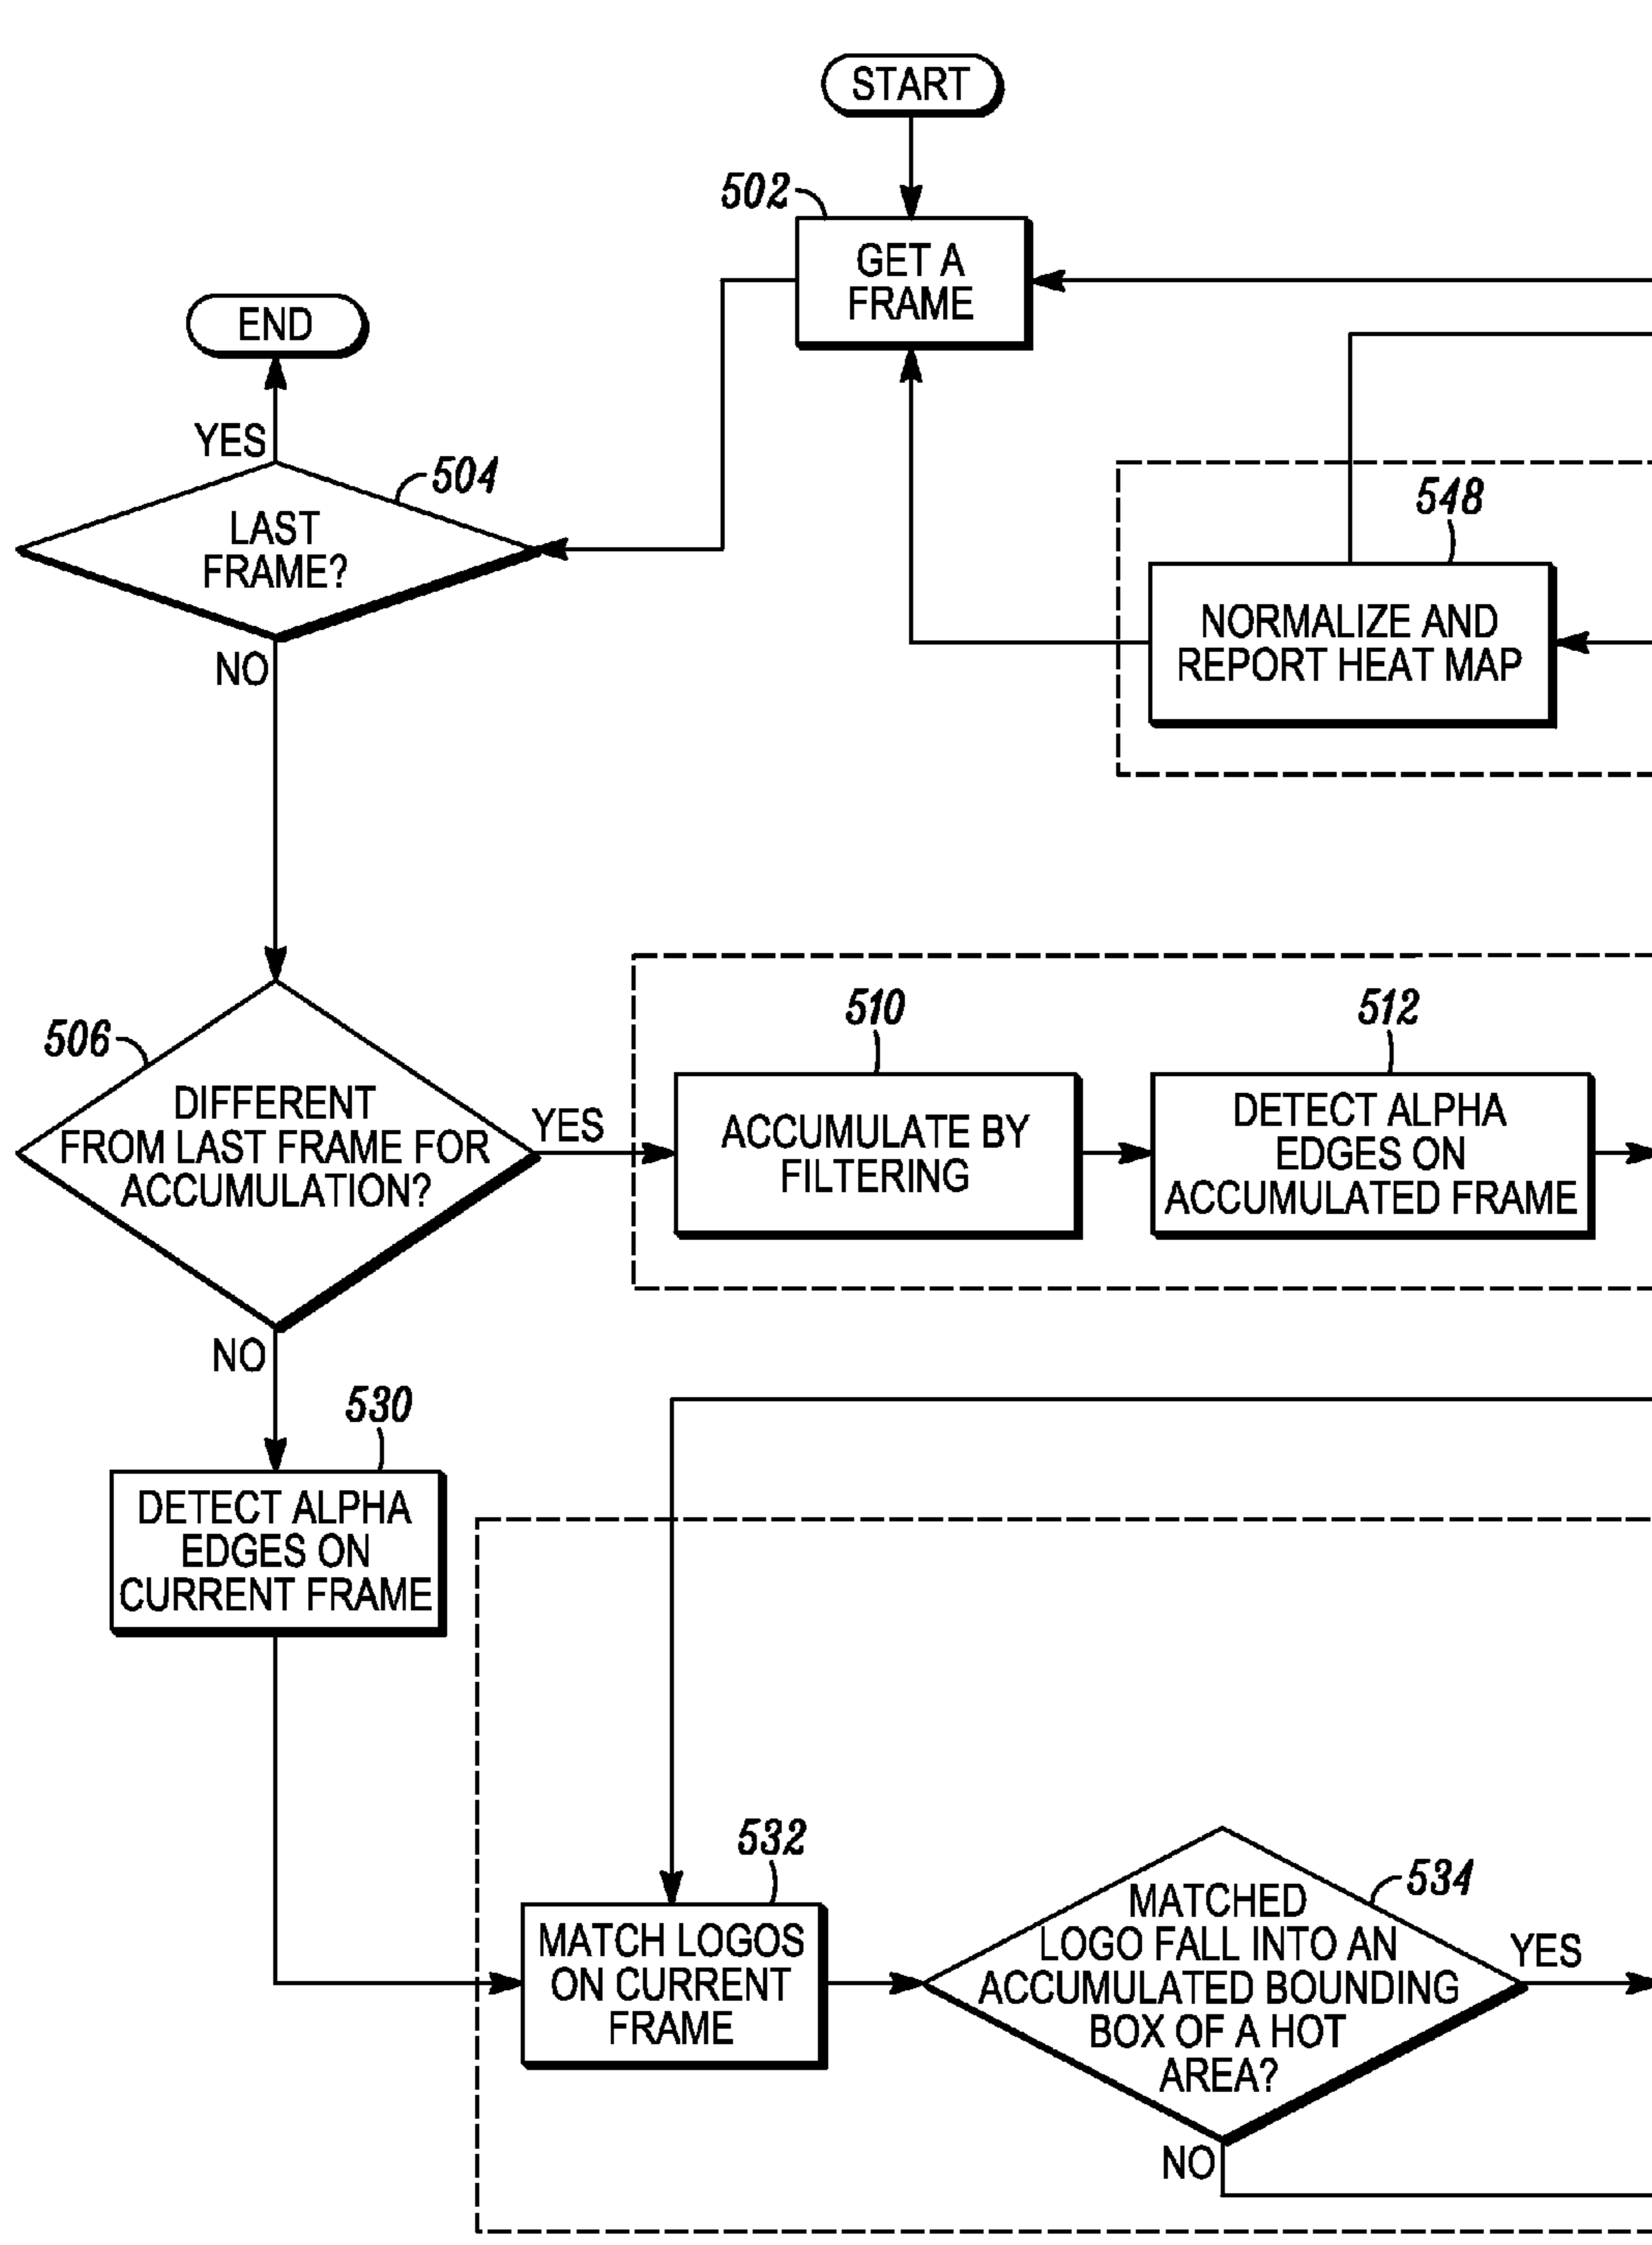 START
502
GET A
FRAME
END
YES
504
LAST
FRAME?
NO
548
NORMALIZE AND
REPORT HEAT MAP
506
DIFFERENT
FROM LAST FRAME FOR
ACCUMULATION?
YES
510
ACCUMULATE BY
FILTERING
512
DETECT ALPHA
EDGES ON
ACCUMULATED FRAME
NO
530
DETECT ALPHA
EDGES ON
CURRENT FRAME
532
MATCH LOGOS
ON CURRENT
FRAME
534
MATCHED
LOGO FALL INTO AN
ACCUMULATED BOUNDING
BOX OF A HOT
AREA?
YES
NO